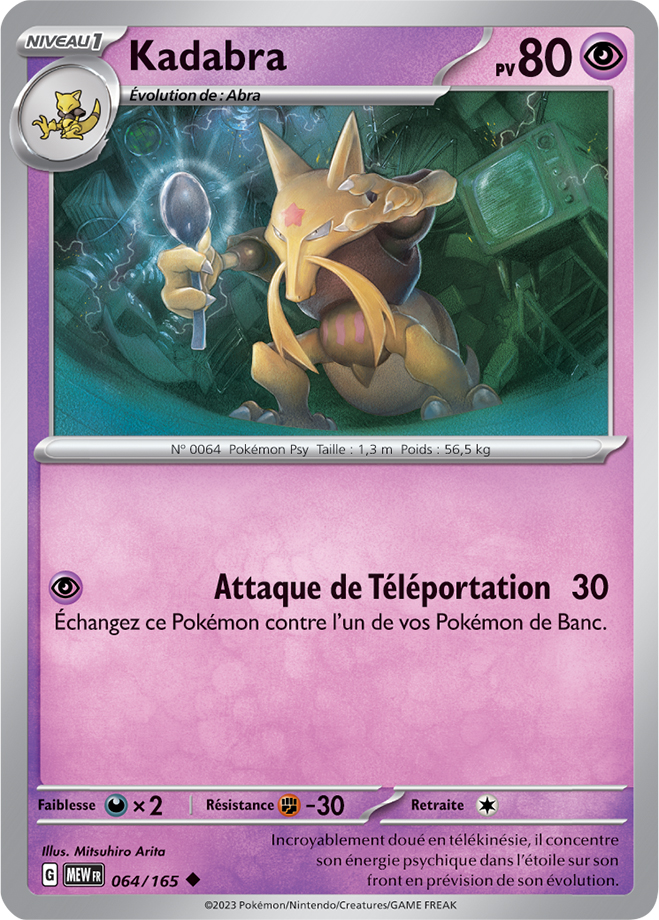 NIVEAU 1
Kadabra
PV 80
Évolution de : Abra
N° 0064 Pokémon Psy Taille : 1,3 m Poids : 56,5 kg
Attaque de Téléportation 30
Échangez ce Pokémon contre l'un de vos Pokémon de Banc.
Faiblesse ×2 Résistance -30 Retraite
Illus. Mitsuhiro Arita
G MEW FR 064/165
Incroyablement doué en télékinésie, il concentre
son énergie psychique dans l'étoile sur son
front en prévision de son évolution.
©2023 Pokémon/Nintendo/Creatures/GAME FREAK